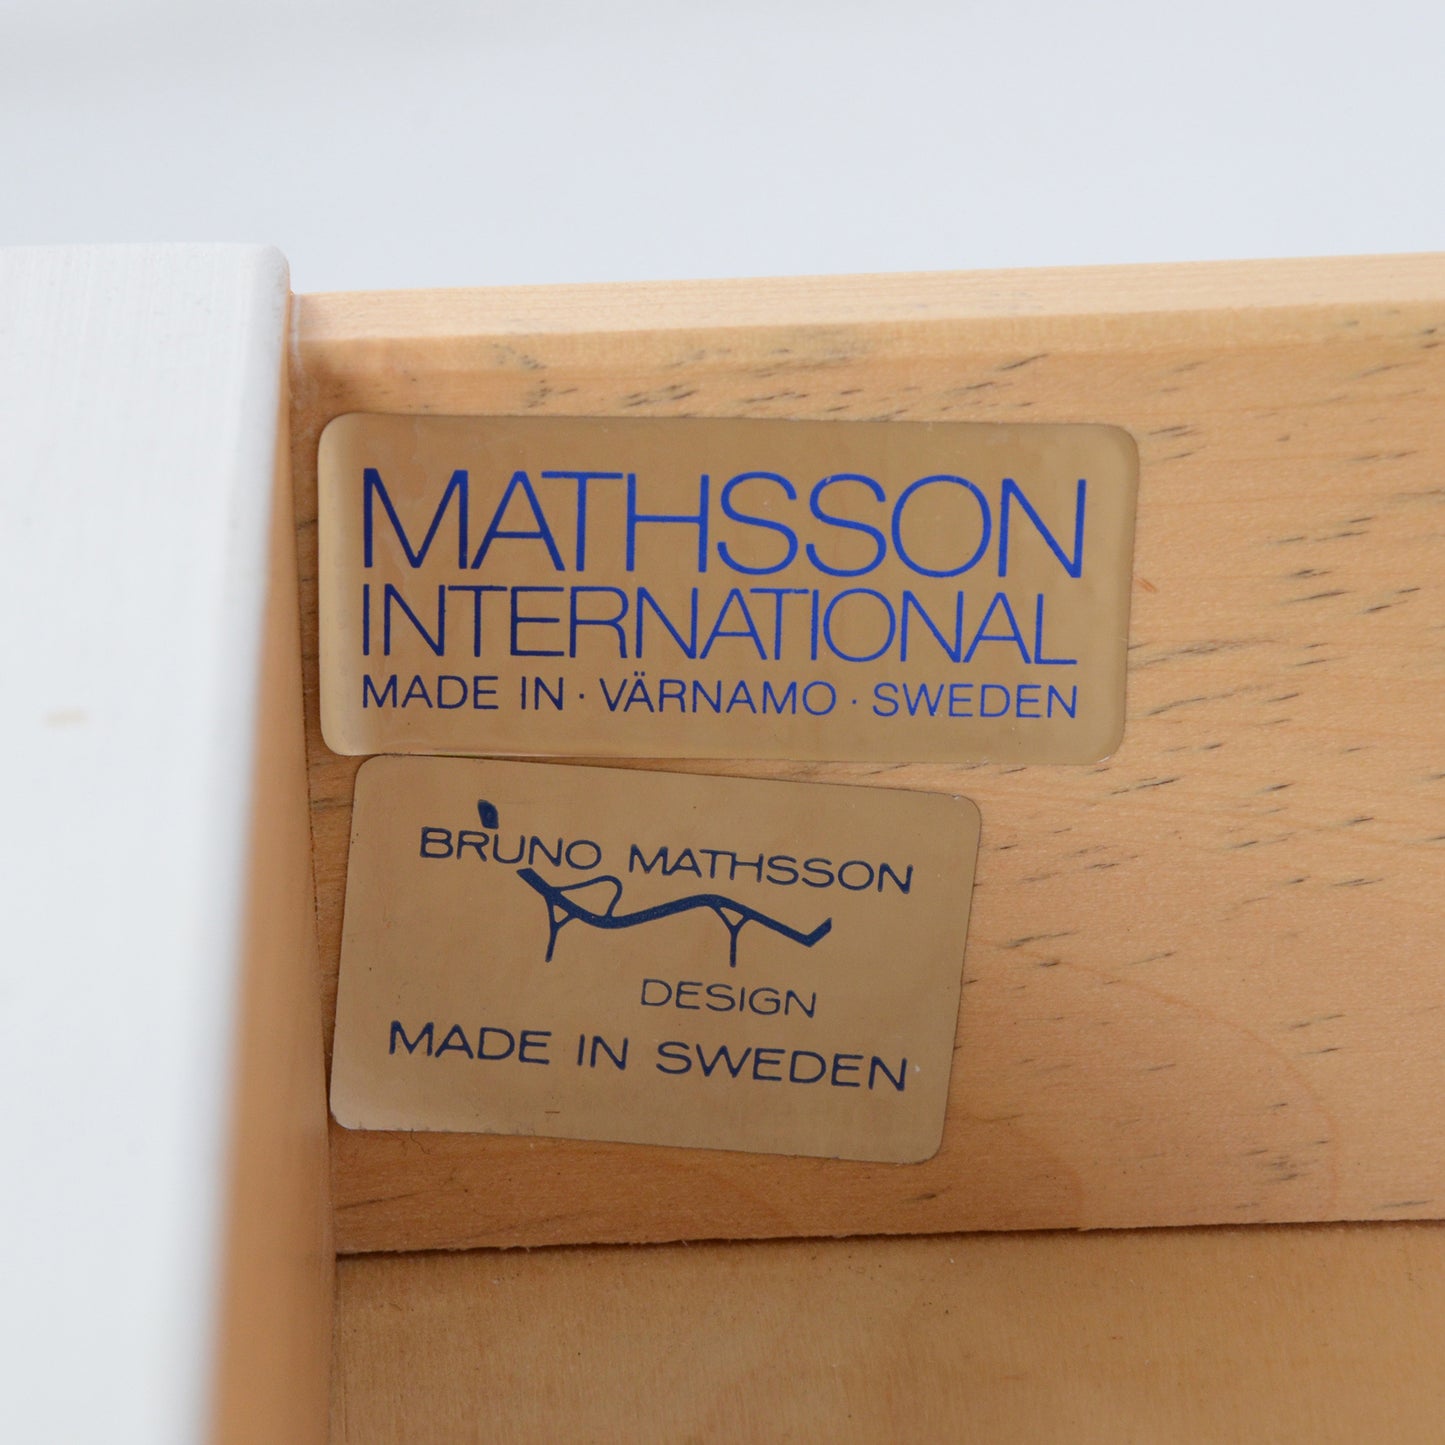 MATHSSON
INTERNATIONAL
MADE IN · VÄRNAMO · SWEDEN
BRUNO MATHSSON
DESIGN
MADE IN SWEDEN